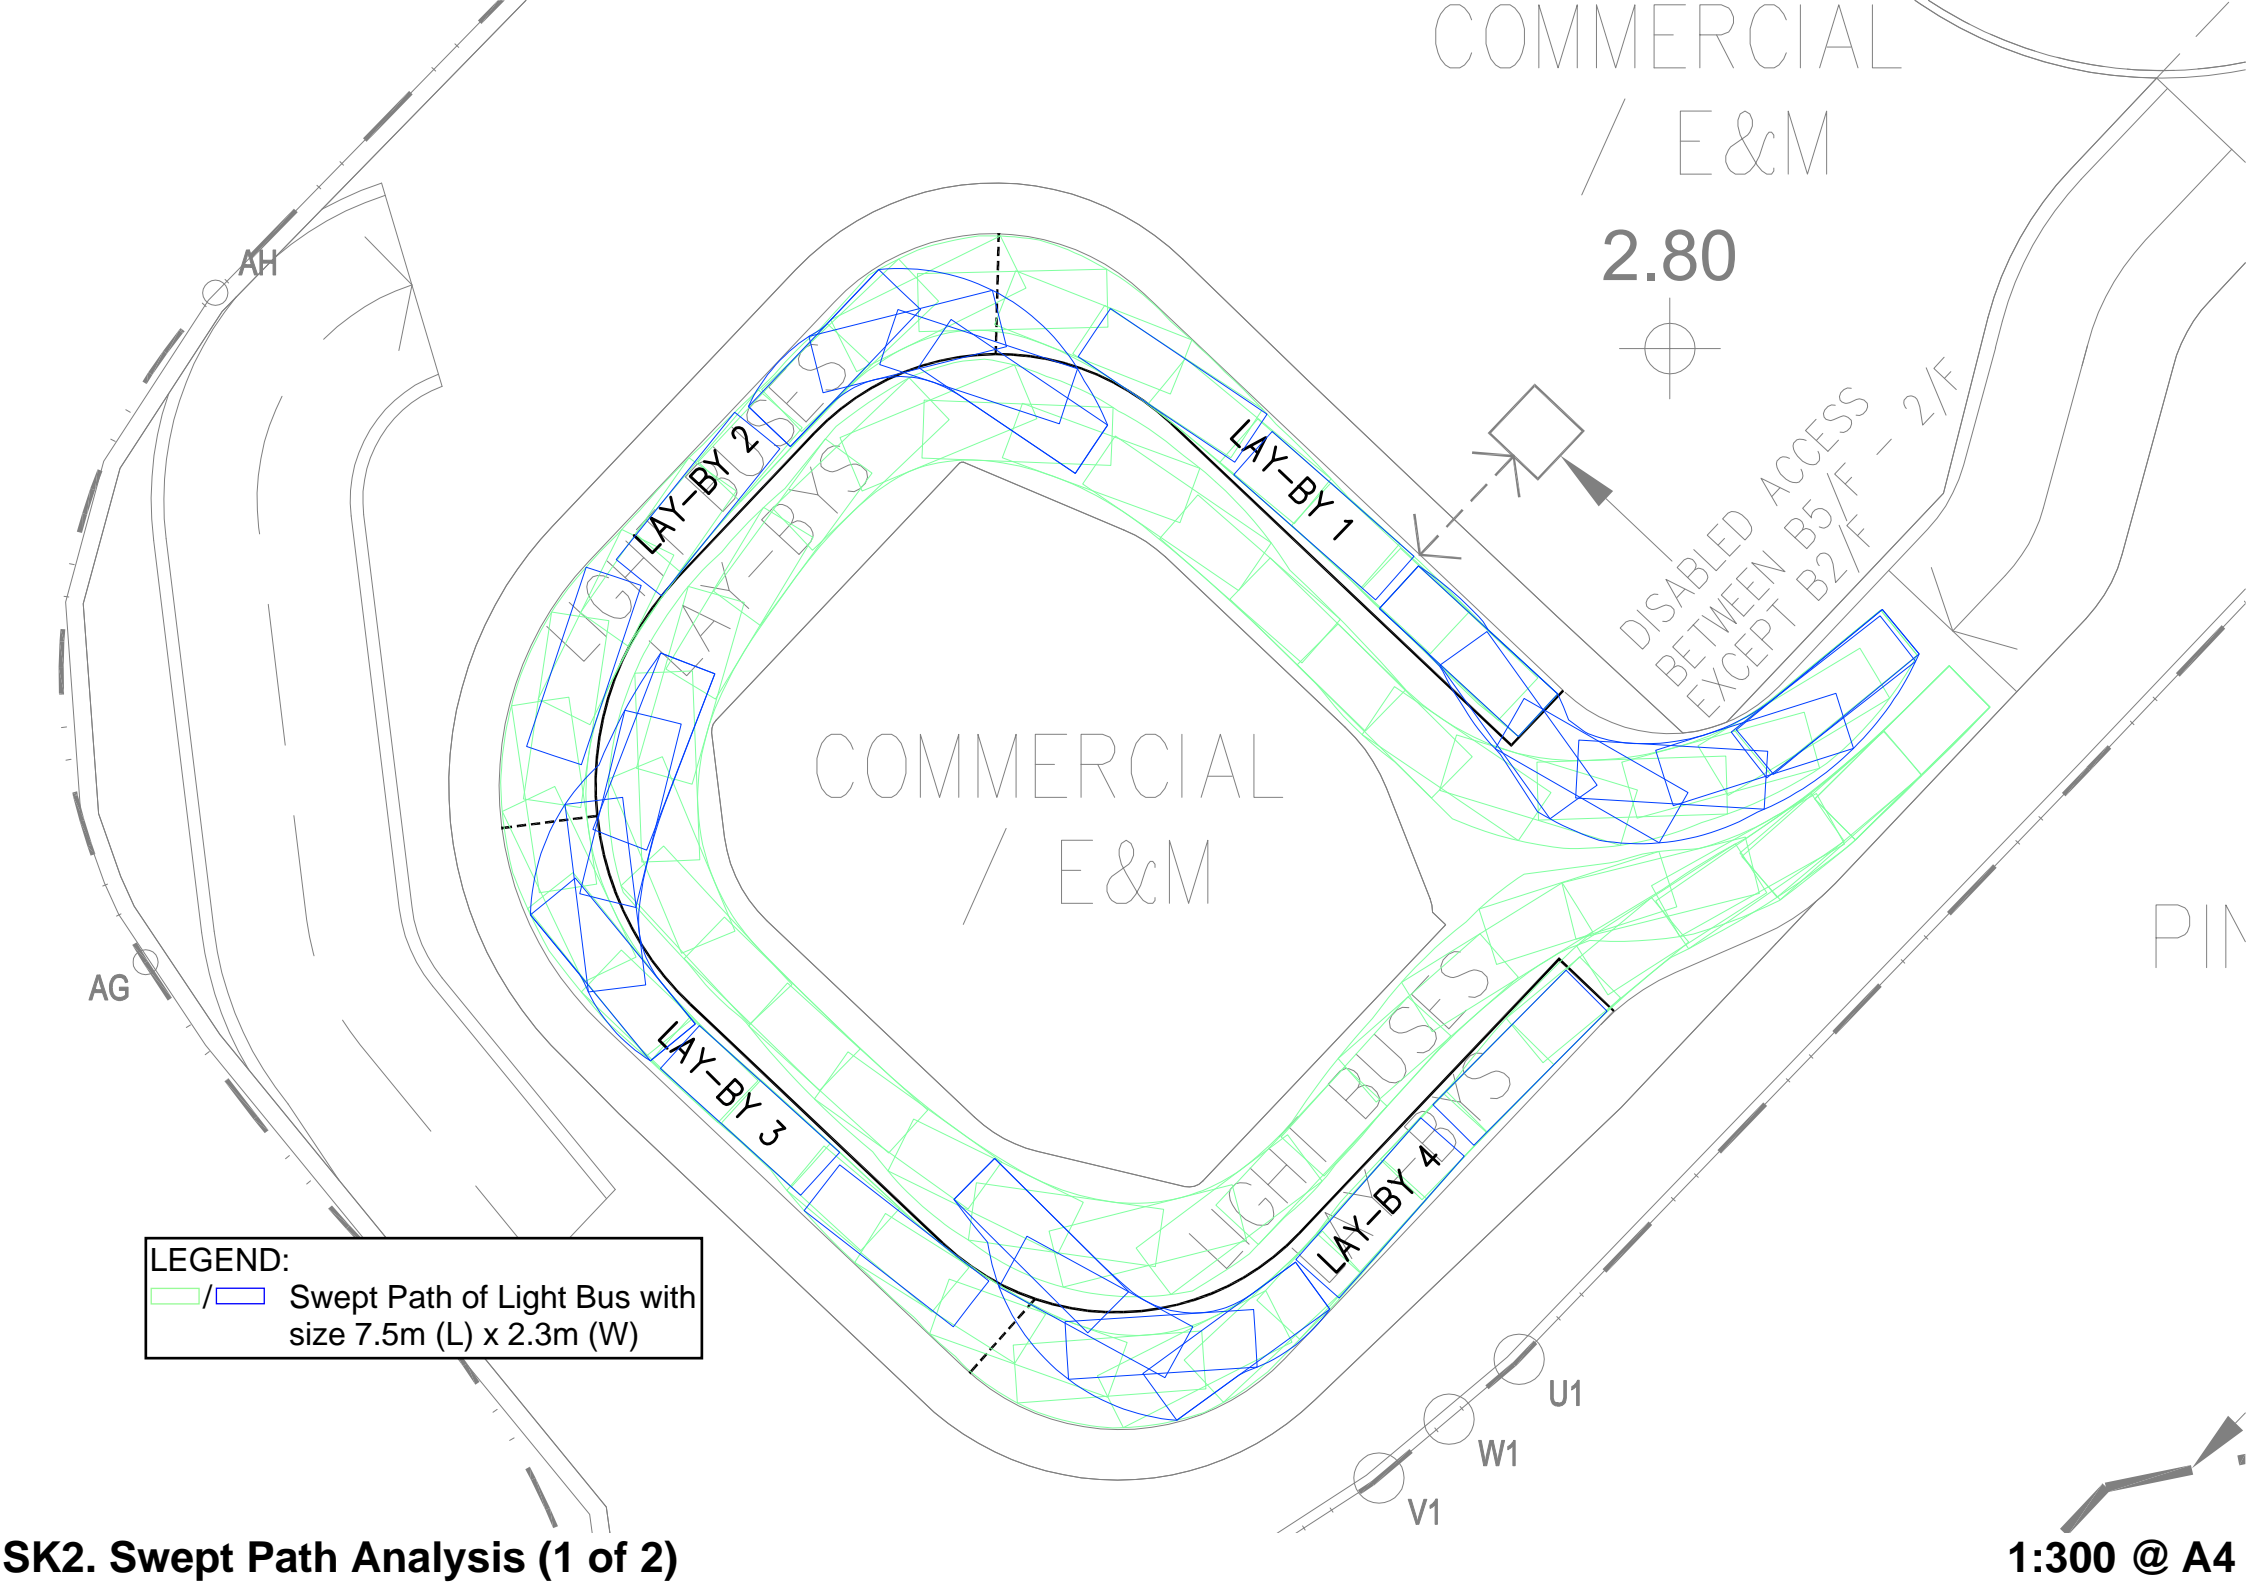 COMMERCIAL
/ E&M
2.80
AH
DISABLED ACCESS
BETWEEN B5/F - 2/F
EXCEPT B2/F
LAY-BY 1
LAY-BY 2
LIGHT BUSES
LAY-BYS
COMMERCIAL
/ E&M
AG
LAY-BY 3
LIGHT BUSES
LAY-BYS
LAY-BY 4
LEGEND:
/ Swept Path of Light Bus with
size 7.5m (L) x 2.3m (W)
U1
W1
V1
SK2. Swept Path Analysis (1 of 2)
1:300 @ A4